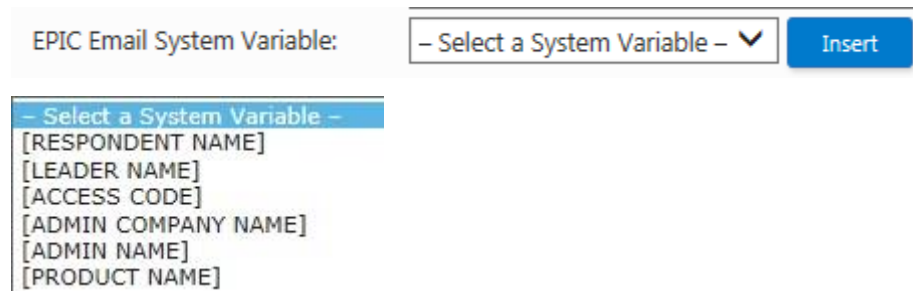 EPIC Email System Variable: – Select a System Variable – Insert
– Select a System Variable –
[RESPONDENT NAME]
[LEADER NAME]
[ACCESS CODE]
[ADMIN COMPANY NAME]
[ADMIN NAME]
[PRODUCT NAME]